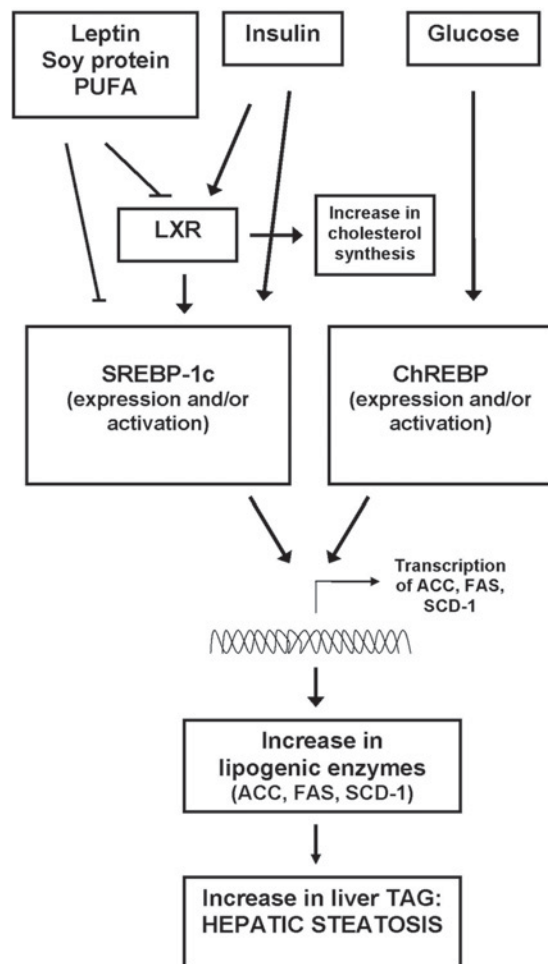 Leptin
Soy protein
PUFA
Insulin
Glucose
LXR
Increase in
cholesterol
synthesis
SREBP-1c
(expression and/or
activation)
ChREBP
(expression and/or
activation)
Transcription
of ACC, FAS,
SCD-1
Increase in
lipogenic enzymes
(ACC, FAS, SCD-1)
Increase in liver TAG:
HEPATIC STEATOSIS